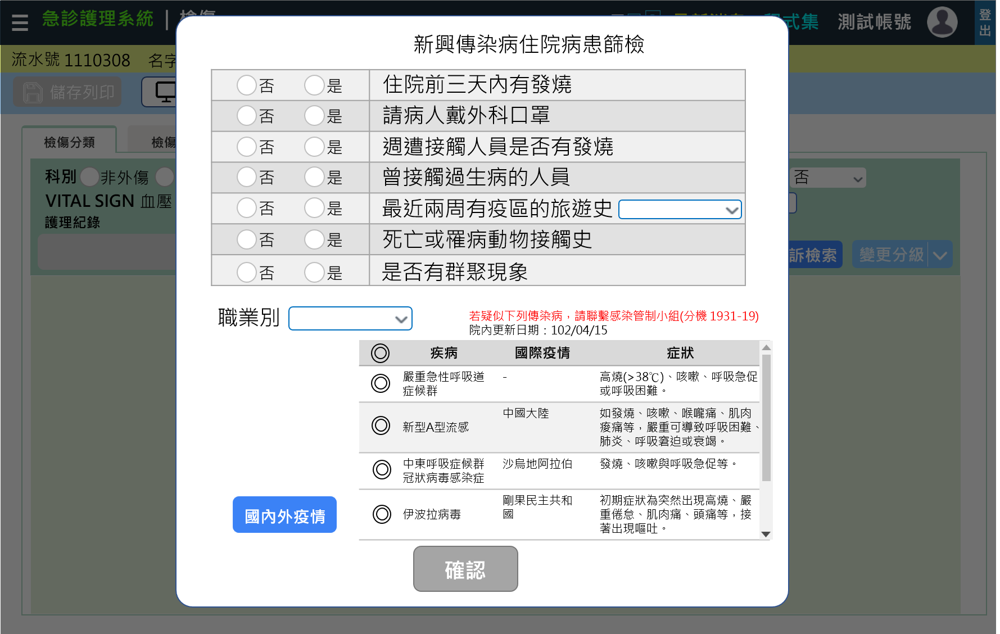 急診護理系統 |
測試帳號
登出
流水號 1110308 名字
儲存列印
檢傷分類
檢傷
科別 非外傷
否
VITAL SIGN 血壓
護理紀錄
訴檢索
變更分級
新興傳染病住院病患篩檢
否 是 住院前三天內有發燒
否 是 請病人戴外科口罩
否 是 週遭接觸人員是否有發燒
否 是 曾接觸過生病的人員
否 是 最近兩周有疫區的旅遊史
否 是 死亡或罹病動物接觸史
否 是 是否有群聚現象
職業別
若疑似下列傳染病，請聯繫感染管制小組(分機 1931-19)
院內更新日期：102/04/15
疾病 國際疫情 症狀
嚴重急性呼吸道 - 高燒(>38℃)、咳嗽、呼吸急促
症候群 或呼吸困難。
中國大陸 如發燒、咳嗽、喉嚨痛、肌肉
新型A型流感 痠痛等，嚴重可導致呼吸困難、
肺炎、呼吸窘迫或衰竭。
中東呼吸症候群 沙烏地阿拉伯 發燒、咳嗽與呼吸急促等。
冠狀病毒感染症
剛果民主共和 初期症狀為突然出現高燒、嚴
伊波拉病毒 國 重倦怠、肌肉痛、頭痛等，接
著出現嘔吐。
國內外疫情
確認